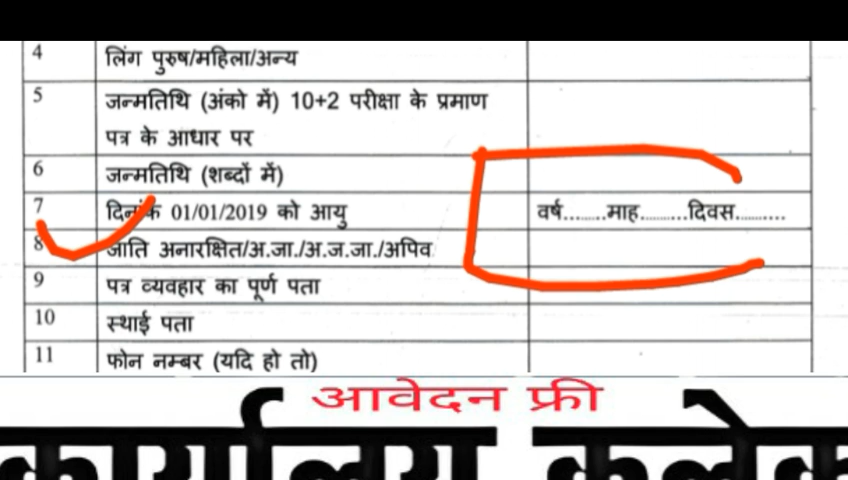 4 लिंग पुरुष/महिला/अन्य
5 जन्मतिथि (अंको में) 10+2 परीक्षा के प्रमाण
पत्र के आधार पर
6 जन्मतिथि (शब्दों में)
7 दिनांक 01/01/2019 को आयु वर्ष........माह..........दिवस..........
8 जाति अनारक्षित/अ.जा./अ.ज.जा./अपिव
9 पत्र व्यवहार का पूर्ण पता
10 स्थाई पता
11 फोन नम्बर (यदि हो तो)
आवेदन फ्री
कार्यालय कलेक